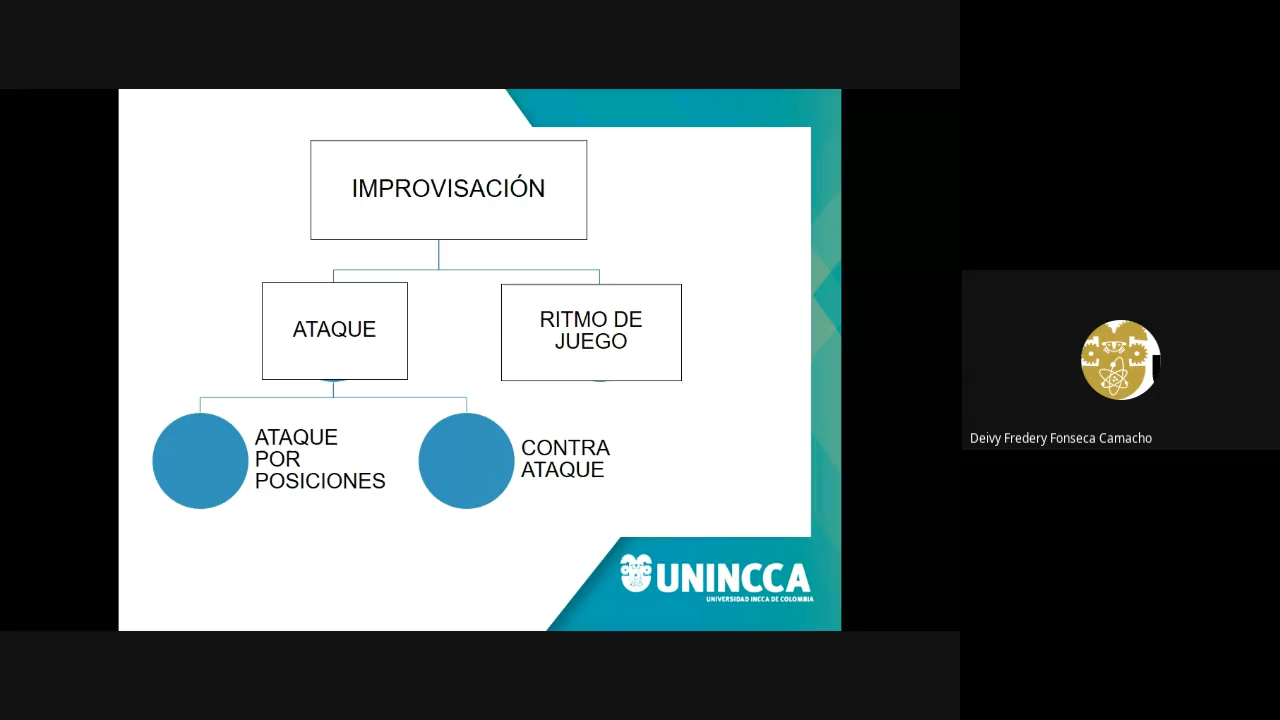 IMPROVISACIÓN
ATAQUE
RITMO DE
JUEGO
ATAQUE
POR
POSICIONES
CONTRA
ATAQUE
UNINCCA
UNIVERSIDAD INCCA DE COLOMBIA
Deivy Fredery Fonseca Camacho